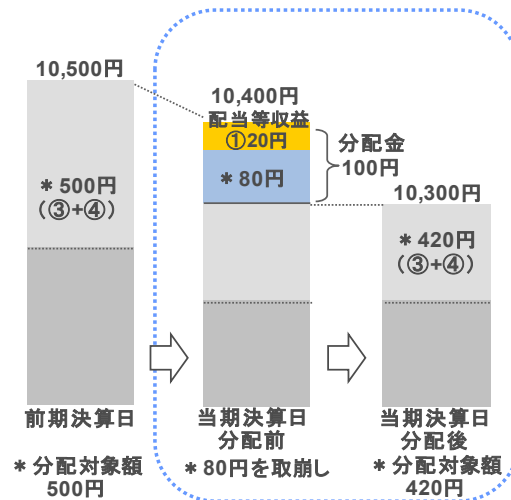 10,500円
＊500円
（③+④）
前期決算日
＊分配対象額
500円
10,400円
配当等収益
①20円
＊80円
分配金
100円
当期決算日
分配前
＊80円を取崩し
10,300円
＊420円
（③+④）
当期決算日
分配後
＊分配対象額
420円